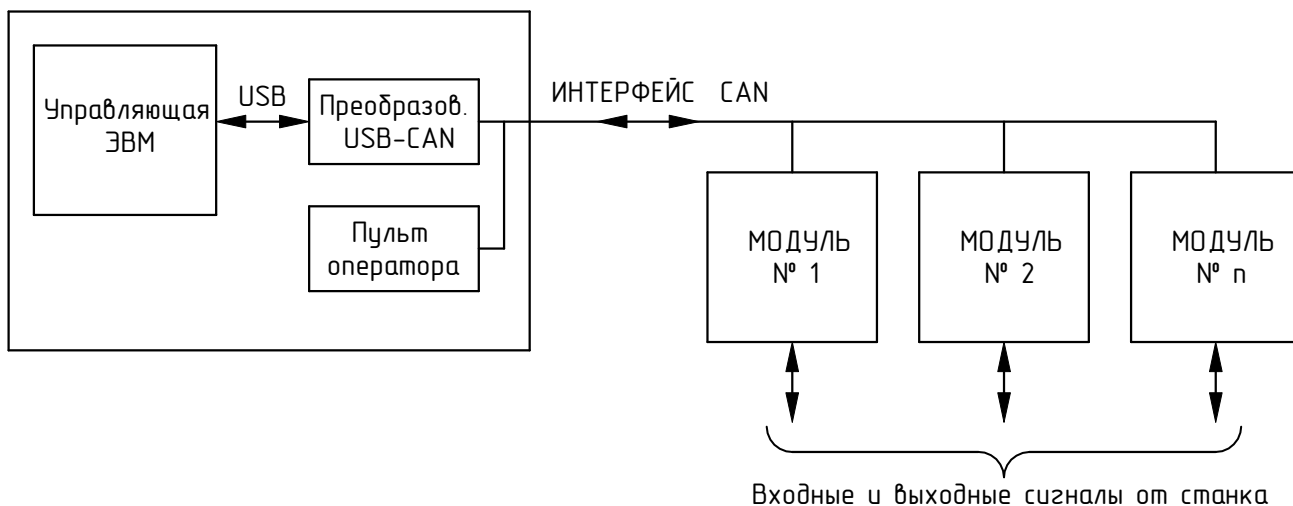 Управляющая
ЭВМ
USB
Преобразов.
USB-CAN
Пульт
оператора
ИНТЕРФЕЙС CAN
МОДУЛЬ
№ 1
МОДУЛЬ
№ 2
МОДУЛЬ
№ n
Входные и выходные сигналы от станка